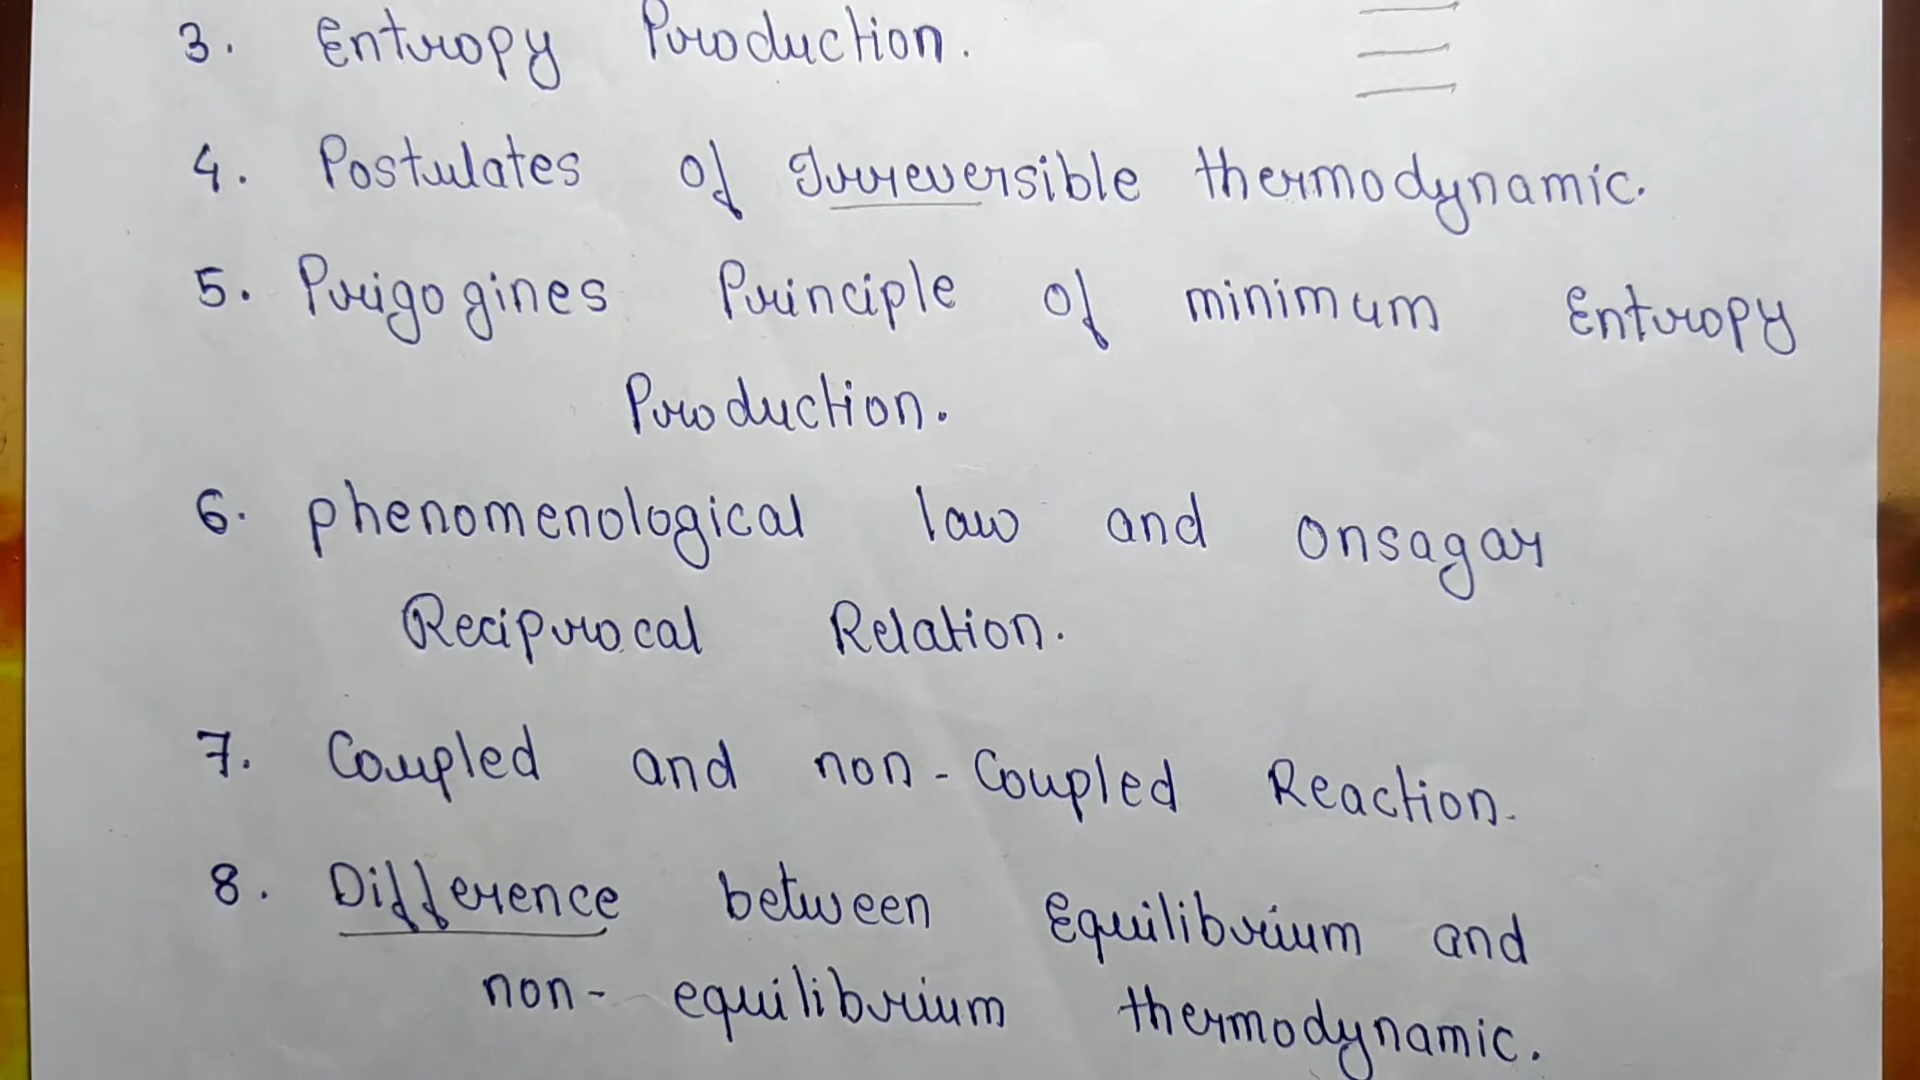 3. Entropy Production.
4. Postulates of Irreversible thermodynamic.
5. Prigogines Principle of minimum Entropy
Production.
6. phenomenological law and onsagar
Reciprocal Relation.
7. Coupled and non-Coupled Reaction.
8. Difference between Equilibrium and
non-equilibrium thermodynamic.